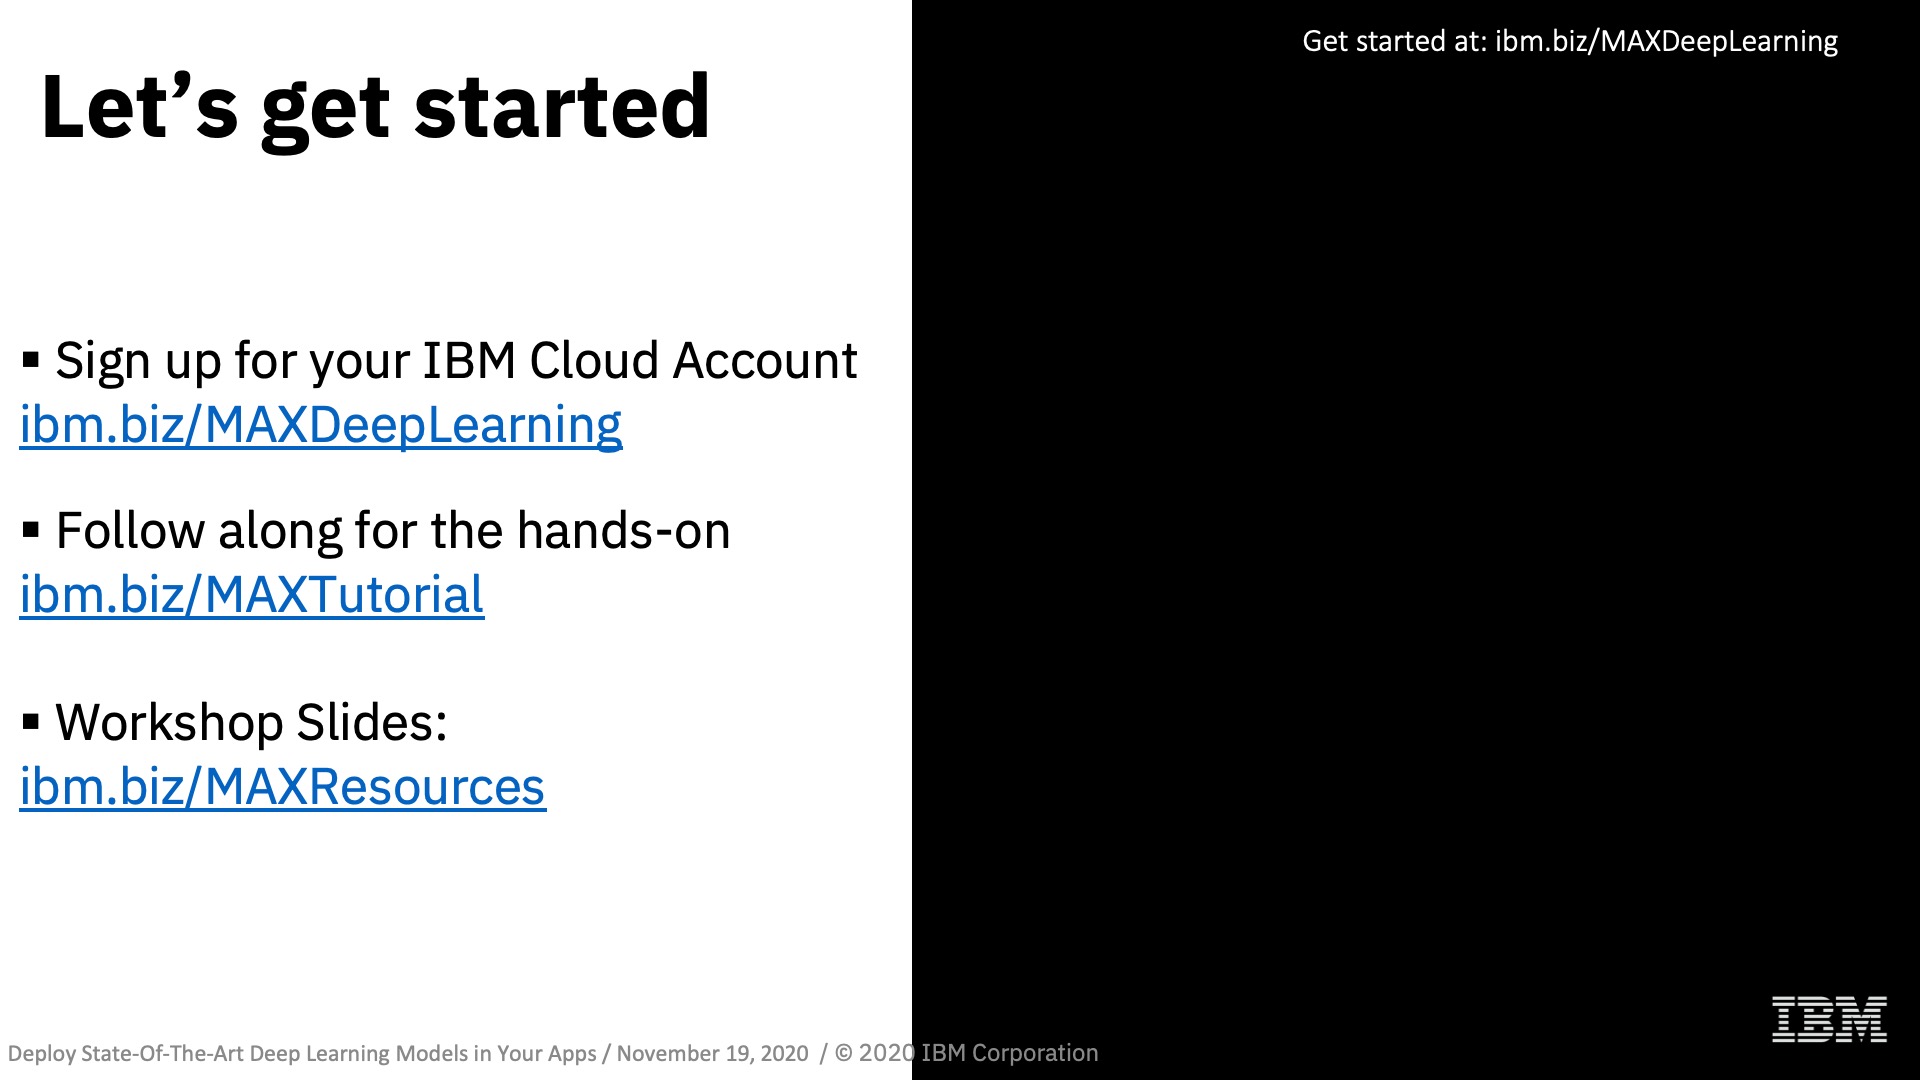 Get started at: ibm.biz/MAXDeepLearning
Let’s get started
▪ Sign up for your IBM Cloud Account
ibm.biz/MAXDeepLearning
▪ Follow along for the hands-on
ibm.biz/MAXTutorial
▪ Workshop Slides:
ibm.biz/MAXResources
IBM
Deploy State-Of-The-Art Deep Learning Models in Your Apps / November 19, 2020 / © 2020 IBM Corporation